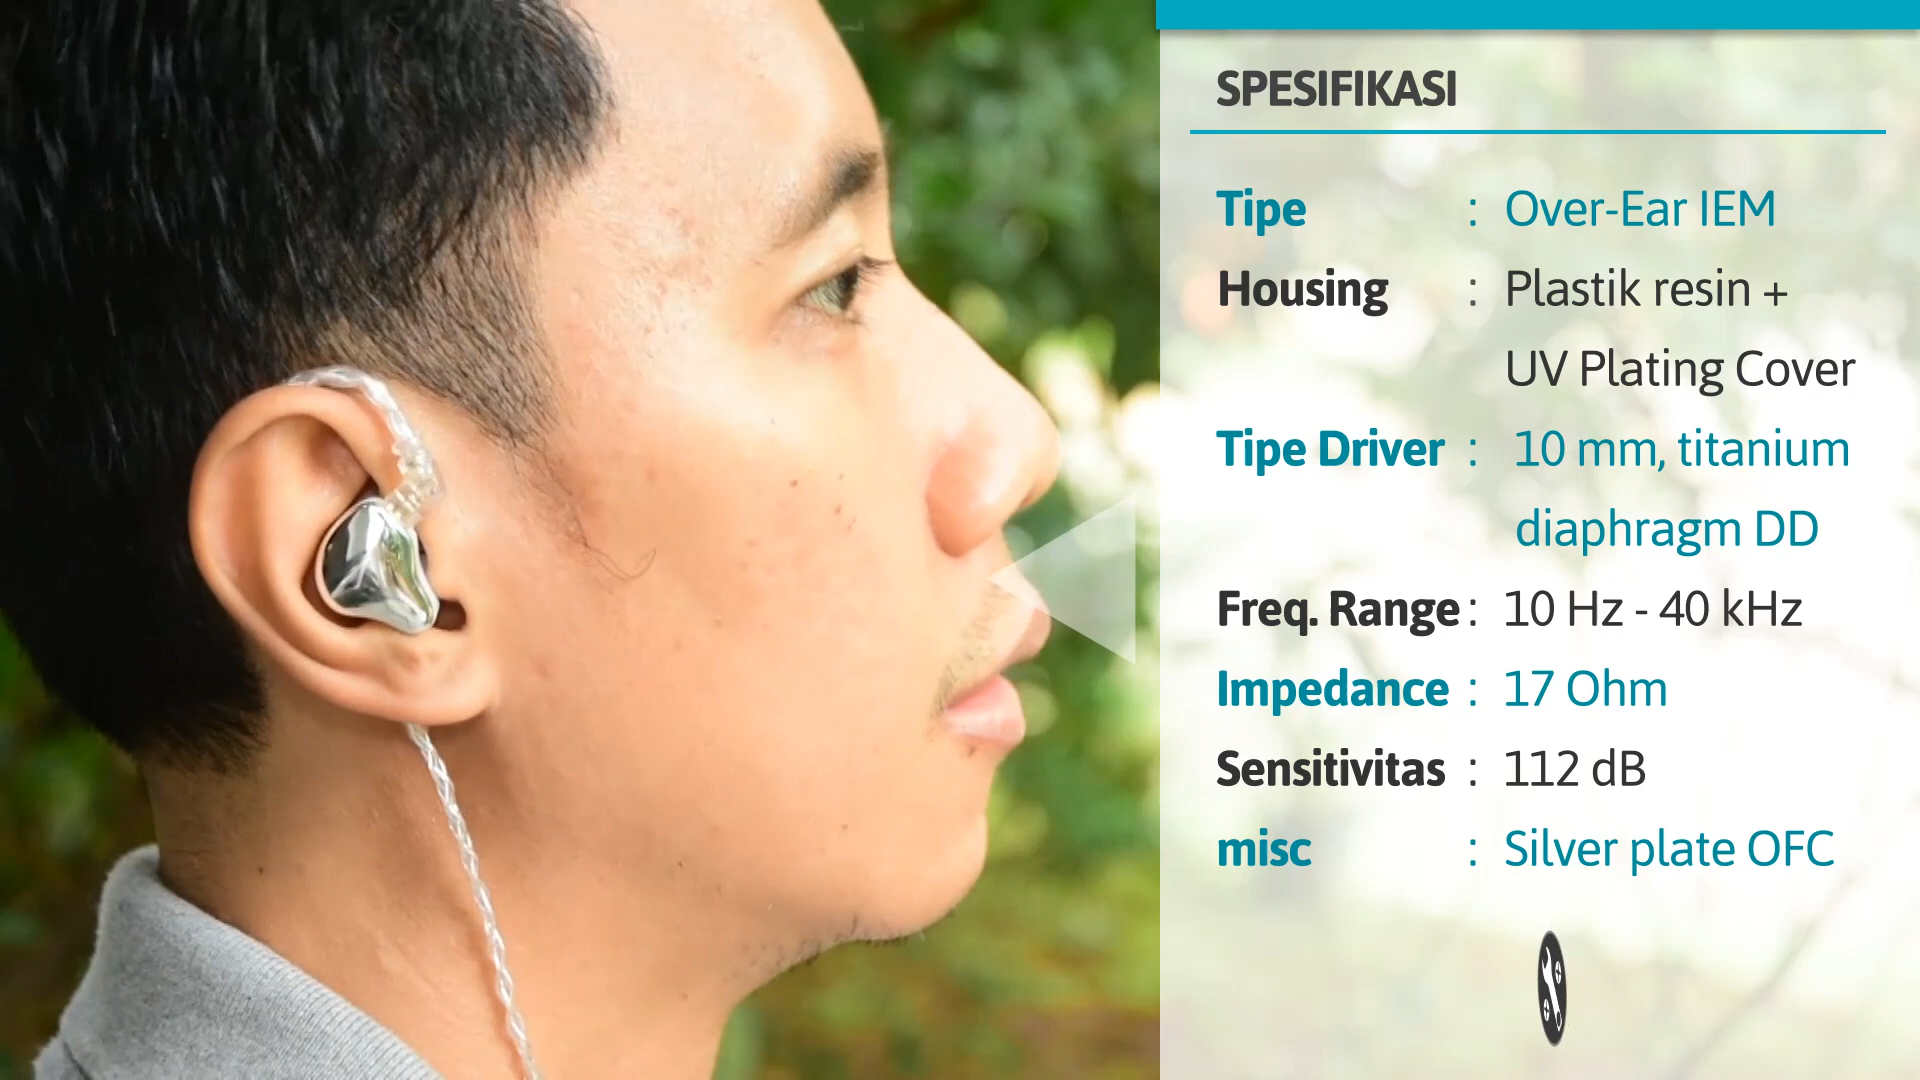 SPESIFIKASI
Tipe : Over-Ear IEM
Housing : Plastik resin +
UV Plating Cover
Tipe Driver : 10 mm, titanium
diaphragm DD
Freq. Range : 10 Hz - 40 kHz
Impedance : 17 Ohm
Sensitivitas : 112 dB
misc : Silver plate OFC